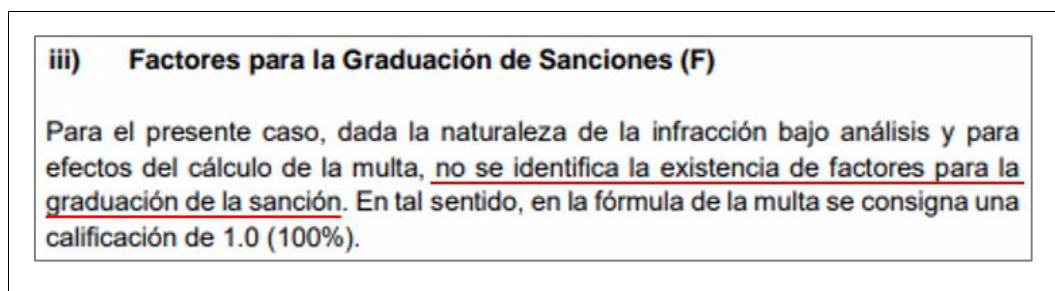 iii) Factores para la Graduación de Sanciones (F)
Para el presente caso, dada la naturaleza de la infracción bajo análisis y para
efectos del cálculo de la multa, no se identifica la existencia de factores para la
graduación de la sanción. En tal sentido, en la fórmula de la multa se consigna una
calificación de 1.0 (100%).